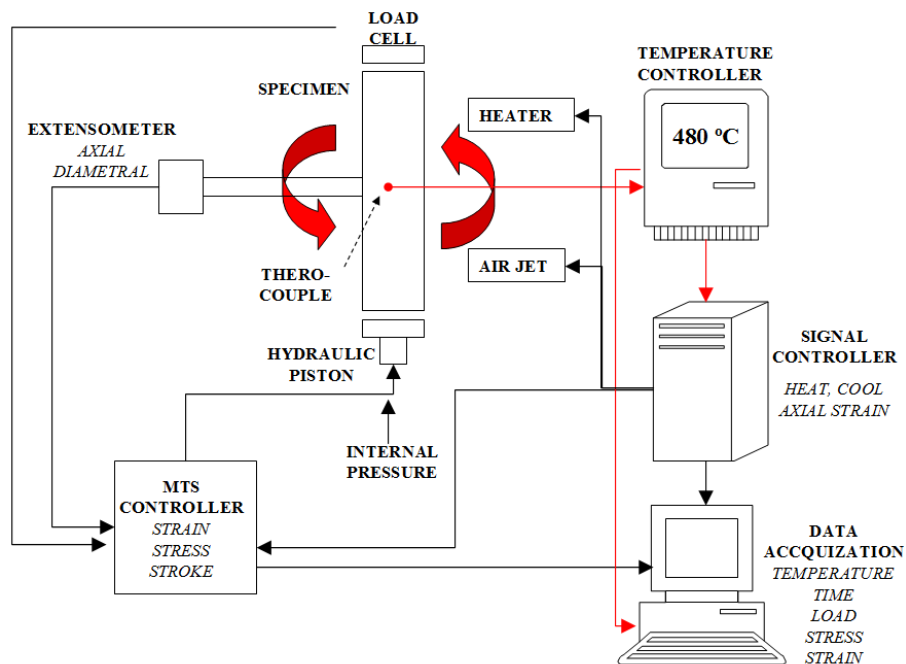 LOAD
CELL
TEMPERATURE
CONTROLLER
SPECIMEN
HEATER
EXTENSOMETER
AXIAL
DIAMETRAL
480 ºC
AIR JET
THERO-
COUPLE
HYDRAULIC
PISTON
SIGNAL
CONTROLLER
HEAT, COOL
AXIAL STRAIN
INTERNAL
PRESSURE
MTS
CONTROLLER
STRAIN
STRESS
STROKE
DATA
ACCQUIZATION
TEMPERATURE
TIME
LOAD
STRESS
STRAIN